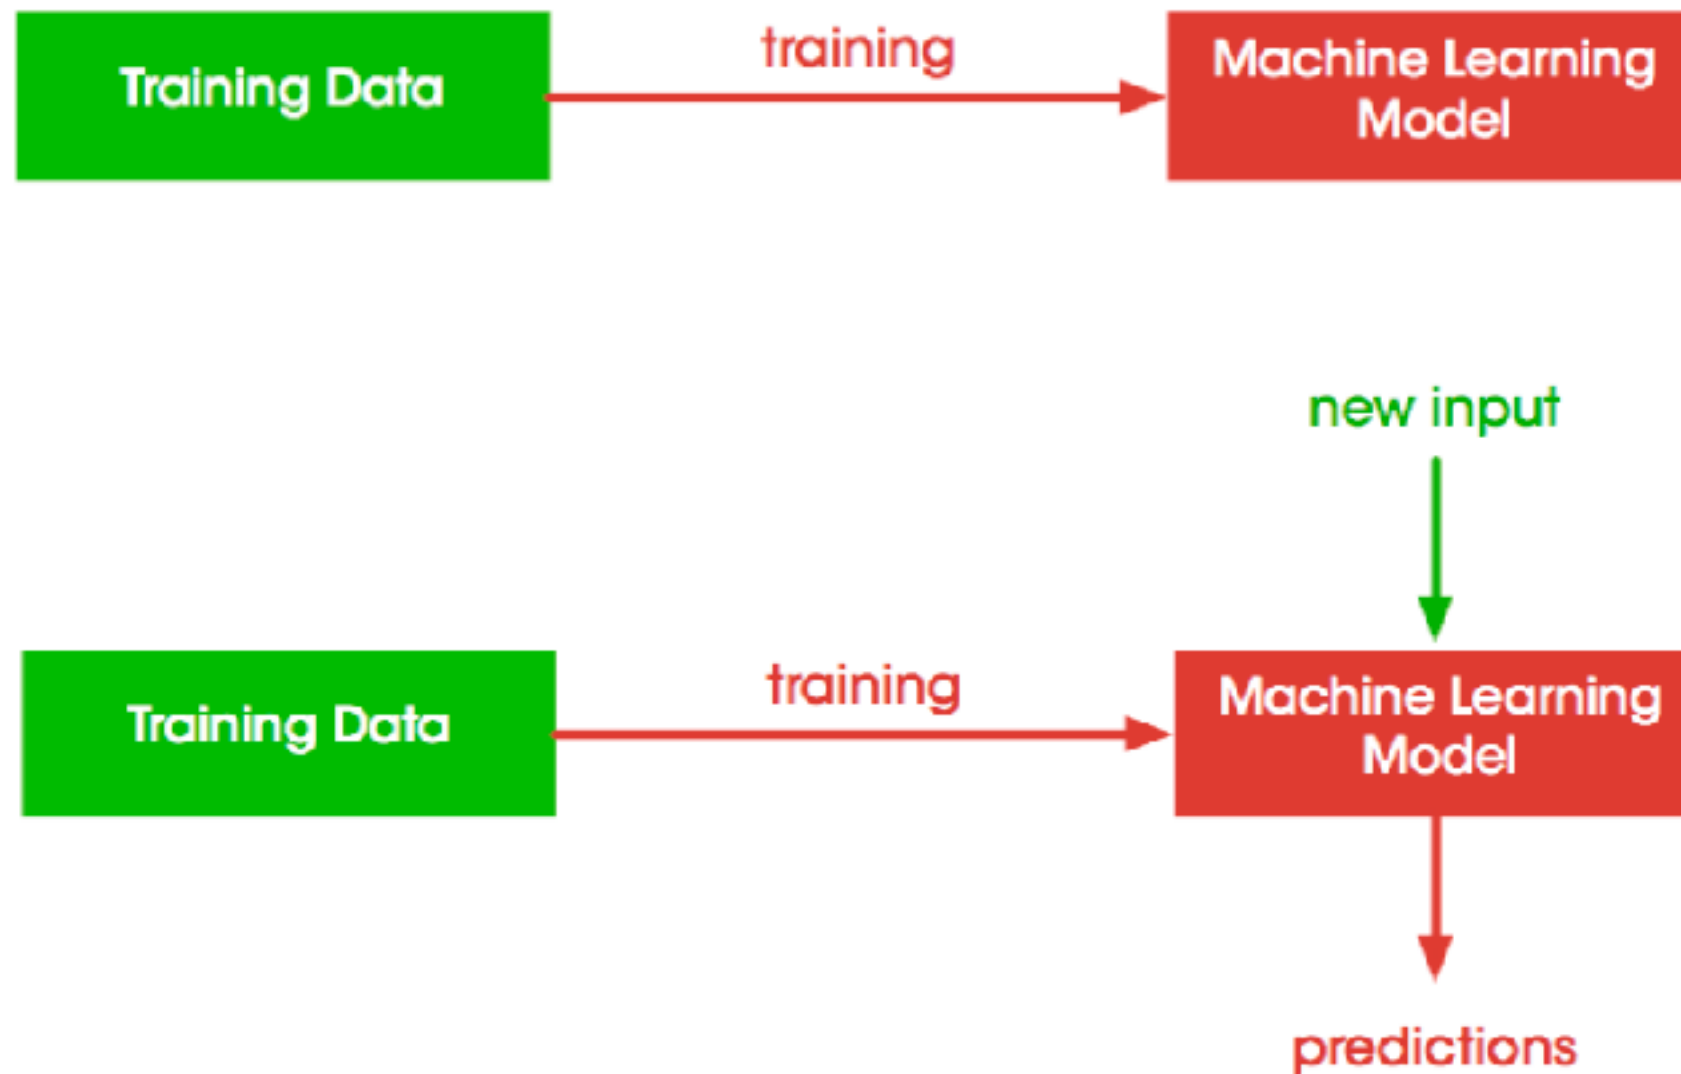 Training Data
training
Machine Learning
Model
new input
Training Data
training
Machine Learning
Model
predictions